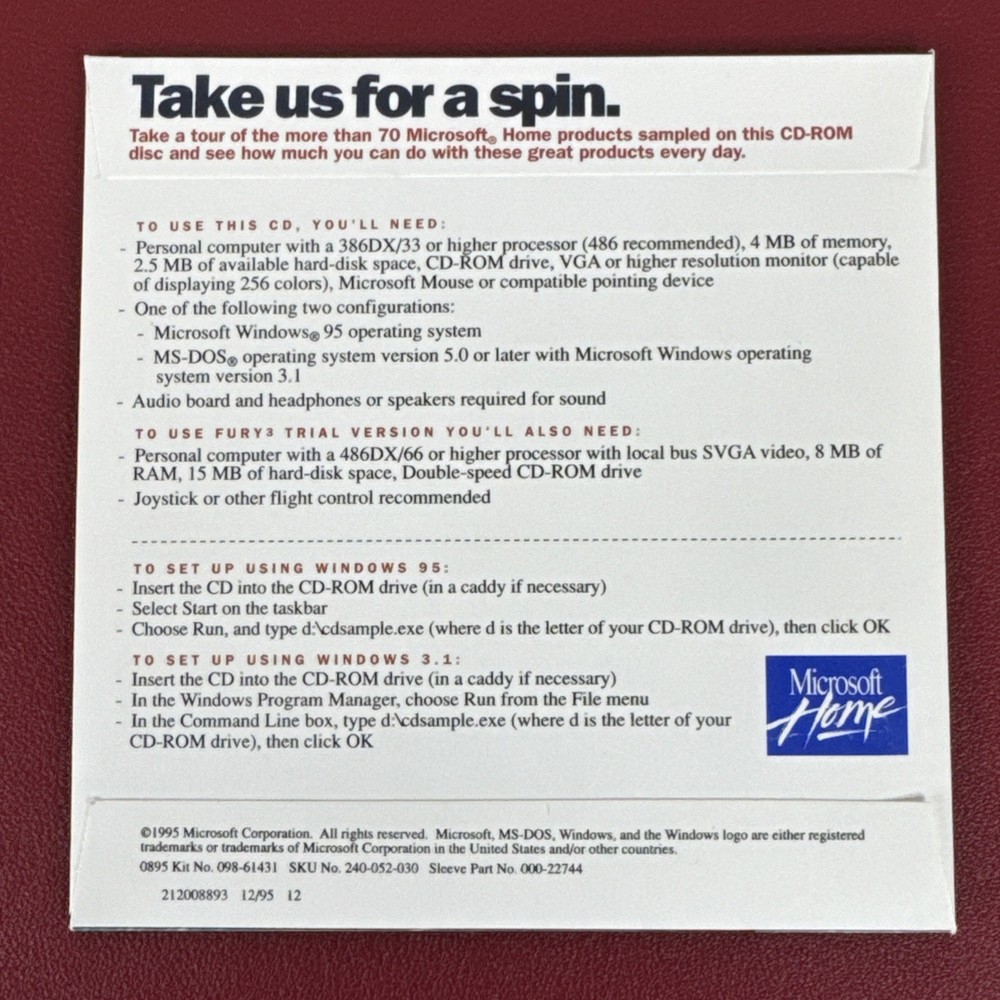 Take us for a spin.
Take a tour of the more than 70 Microsoft® Home products sampled on this CD-ROM
disc and see how much you can do with these great products every day.
TO USE THIS CD, YOU'LL NEED:
- Personal computer with a 386DX/33 or higher processor (486 recommended), 4 MB of memory,
2.5 MB of available hard-disk space, CD-ROM drive, VGA or higher resolution monitor (capable
of displaying 256 colors), Microsoft Mouse or compatible pointing device
- One of the following two configurations:
- Microsoft Windows® 95 operating system
- MS-DOS® operating system version 5.0 or later with Microsoft Windows operating
system version 3.1
- Audio board and headphones or speakers required for sound
TO USE FURY³ TRIAL VERSION YOU'LL ALSO NEED:
- Personal computer with a 486DX/66 or higher processor with local bus SVGA video, 8 MB of
RAM, 15 MB of hard-disk space, Double-speed CD-ROM drive
- Joystick or other flight control recommended
TO SET UP USING WINDOWS 95:
- Insert the CD into the CD-ROM drive (in a caddy if necessary)
- Select Start on the taskbar
- Choose Run, and type d:\cdsample.exe (where d is the letter of your CD-ROM drive), then click OK
TO SET UP USING WINDOWS 3.1:
- Insert the CD into the CD-ROM drive (in a caddy if necessary)
- In the Windows Program Manager, choose Run from the File menu
- In the Command Line box, type d:\cdsample.exe (where d is the letter of your
CD-ROM drive), then click OK
Microsoft
Home
©1995 Microsoft Corporation. All rights reserved. Microsoft, MS-DOS, Windows, and the Windows logo are either registered
trademarks or trademarks of Microsoft Corporation in the United States and/or other countries.
0895 Kit No. 098-61431 SKU No. 240-052-030 Sleeve Part No. 000-22744
212008893 12/95 12